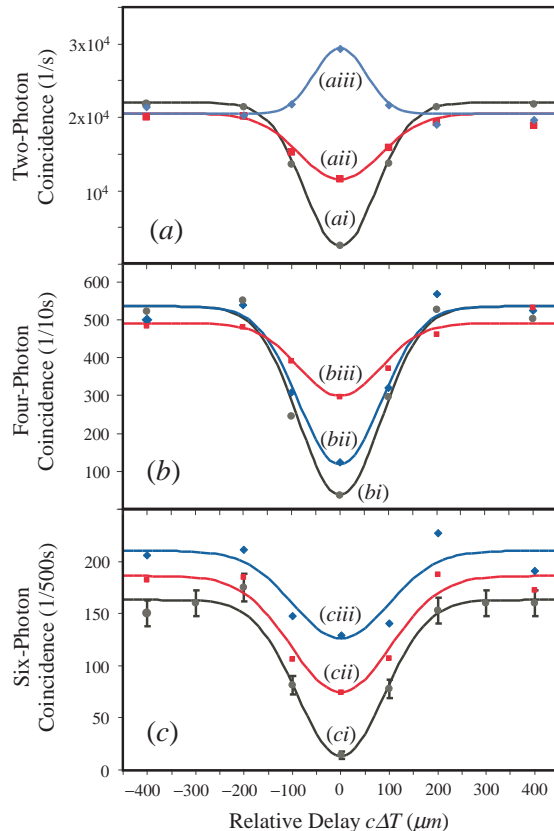 Two-Photon
Coincidence (1/s)
3x10⁴
2x10⁴
10⁴
(aiii)
(aii)
(ai)
(a)
Four-Photon
Coincidence (1/10s)
600
500
400
300
200
100
(biii)
(bii)
(bi)
(b)
Six-Photon
Coincidence (1/500s)
200
150
100
50
0
(ciii)
(cii)
(ci)
(c)
−400 −300 −200 −100 0 100 200 300 400
Relative Delay cΔT (μm)